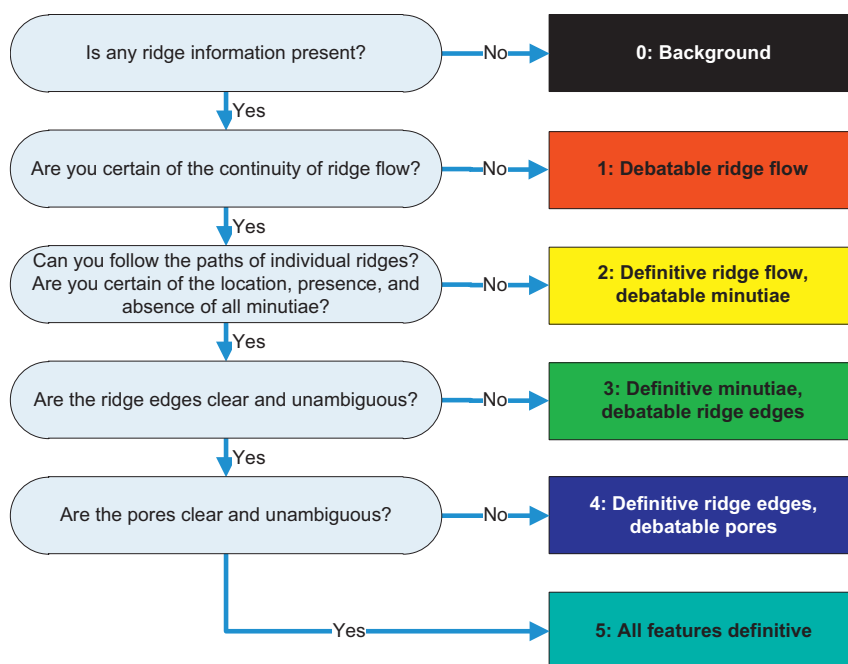 Is any ridge information present?
No
0: Background
Yes
Are you certain of the continuity of ridge flow?
No
1: Debatable ridge flow
Yes
Can you follow the paths of individual ridges?
Are you certain of the location, presence, and
absence of all minutiae?
No
2: Definitive ridge flow,
debatable minutiae
Yes
Are the ridge edges clear and unambiguous?
No
3: Definitive minutiae,
debatable ridge edges
Yes
Are the pores clear and unambiguous?
No
4: Definitive ridge edges,
debatable pores
Yes
5: All features definitive